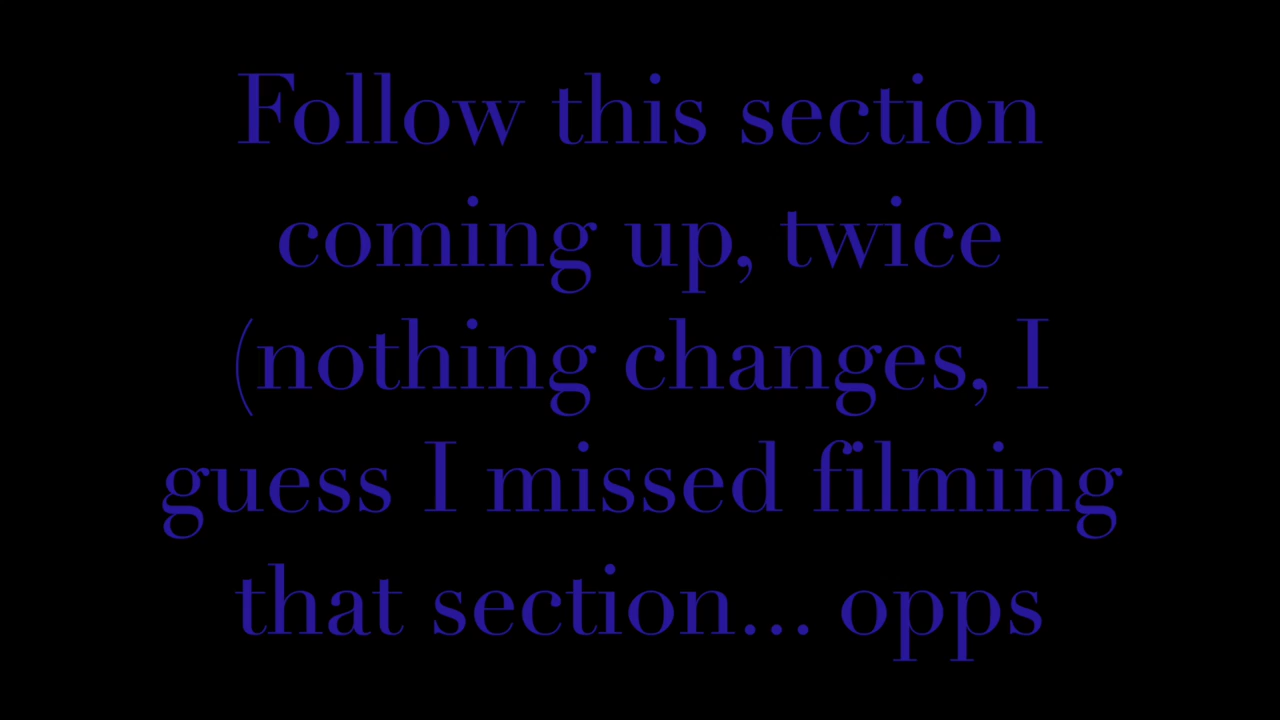 Follow this section
coming up, twice
(nothing changes, I
guess I missed filming
that section... opps